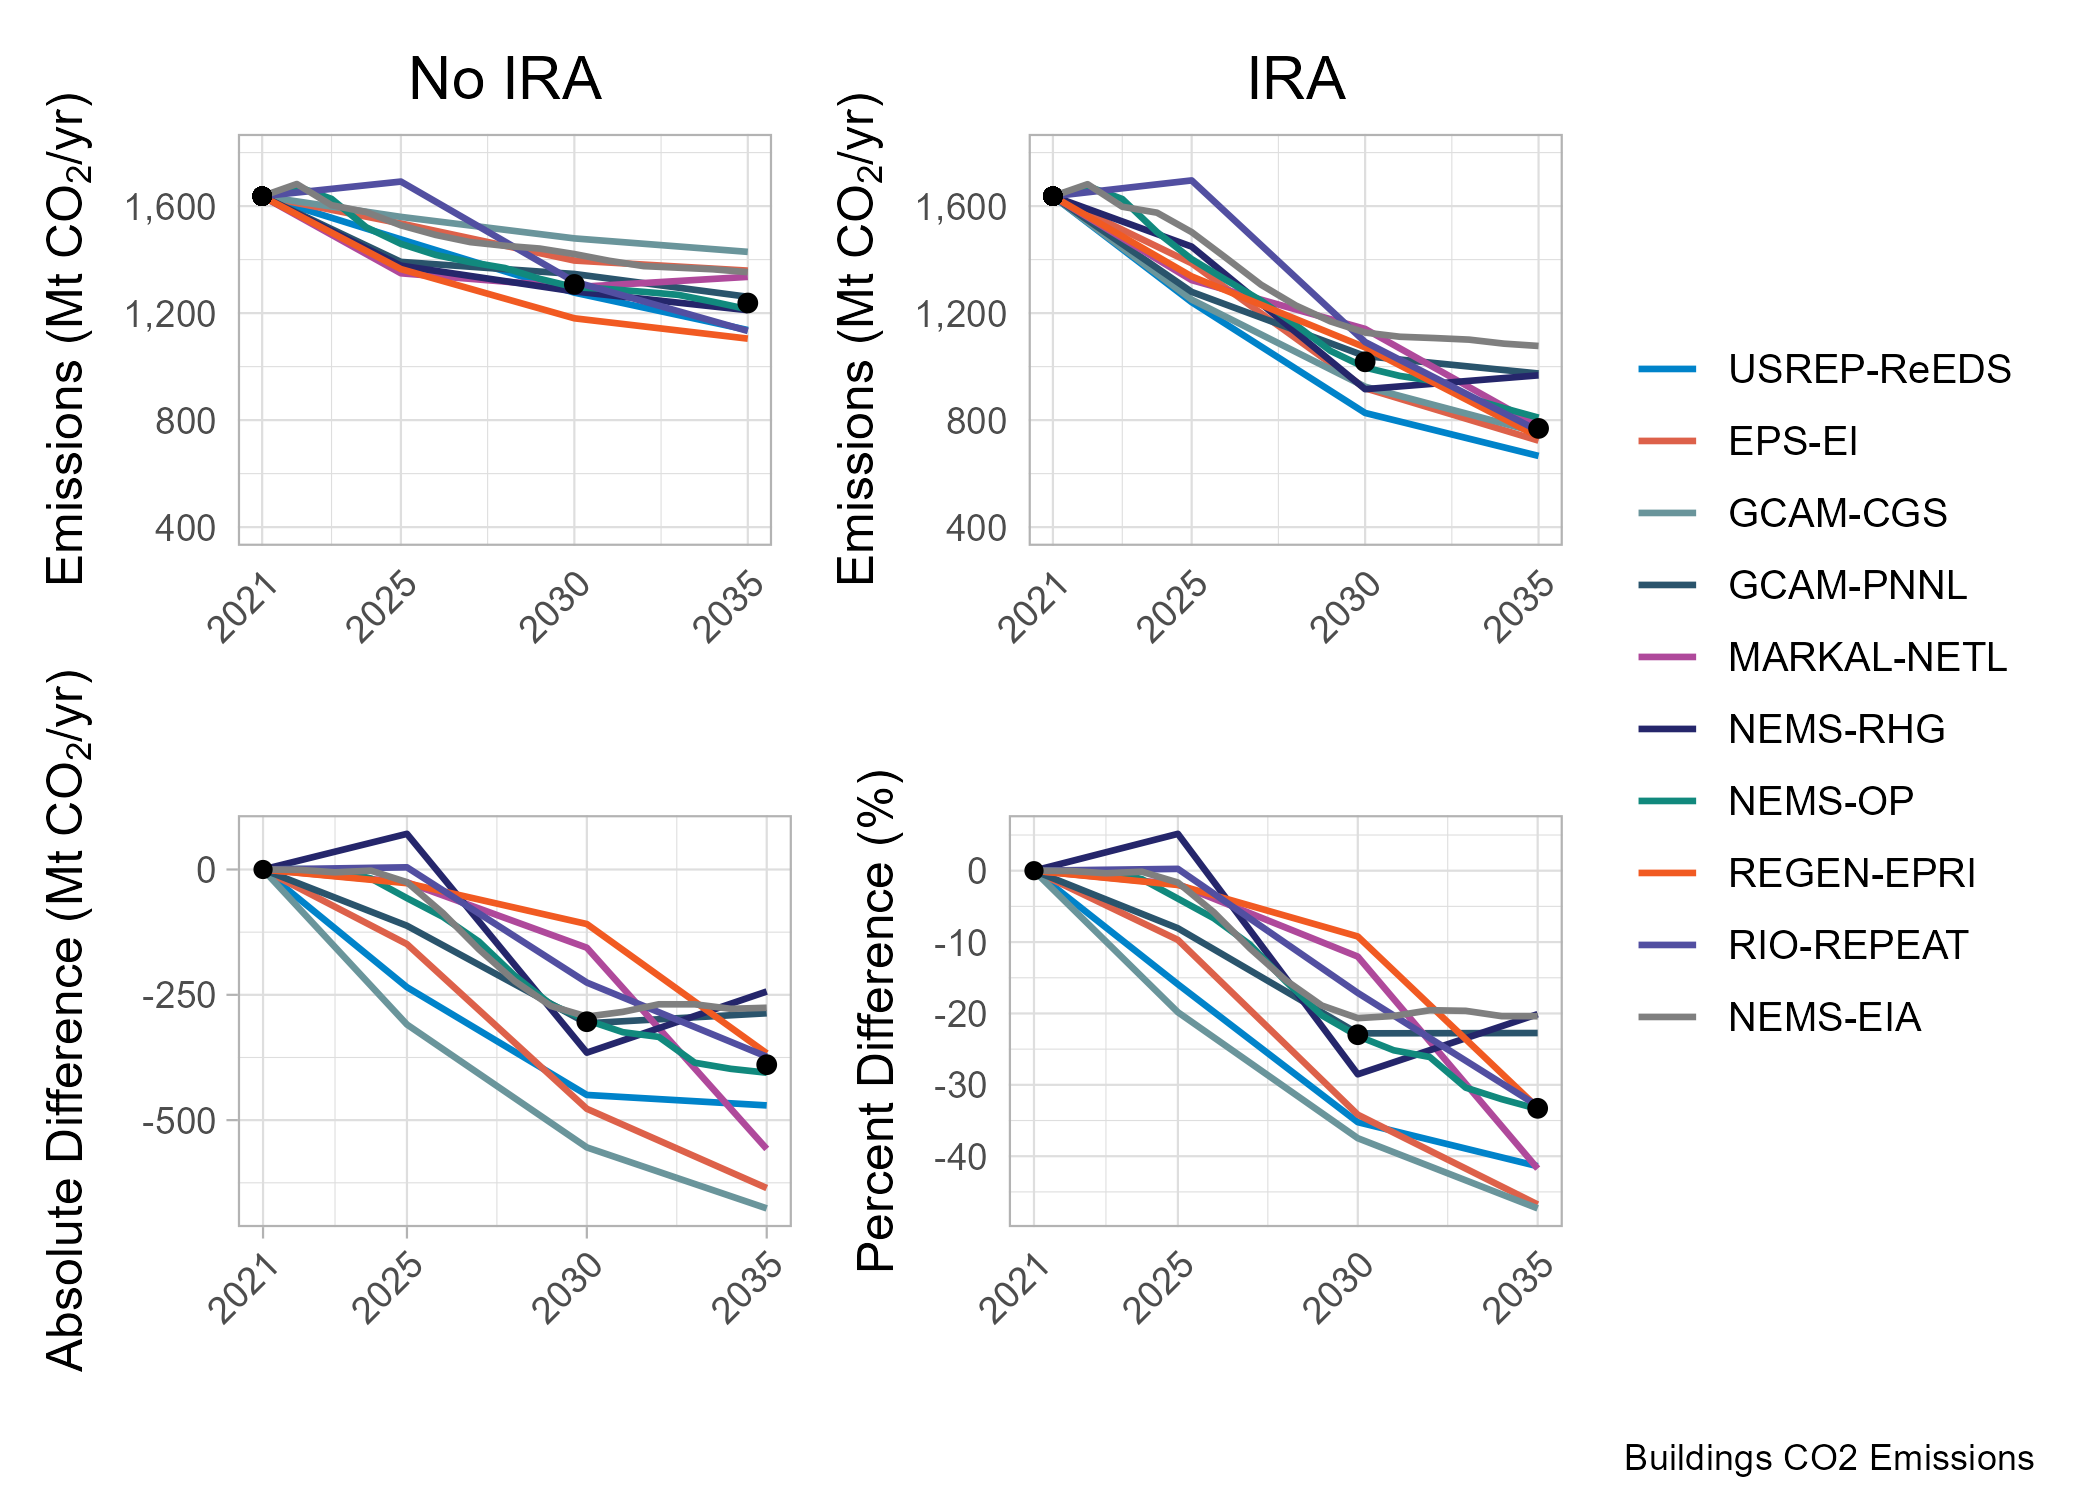 No IRA
Emissions (Mt CO₂/yr)
1,600
1,200
800
400
2021
2025
2030
2035
IRA
Emissions (Mt CO₂/yr)
1,600
1,200
800
400
2021
2025
2030
2035
Absolute Difference (Mt CO₂/yr)
0
-250
-500
2021
2025
2030
2035
Percent Difference (%)
0
-10
-20
-30
-40
2021
2025
2030
2035
USREP-ReEDS
EPS-EI
GCAM-CGS
GCAM-PNNL
MARKAL-NETL
NEMS-RHG
NEMS-OP
REGEN-EPRI
RIO-REPEAT
NEMS-EIA
Buildings CO2 Emissions